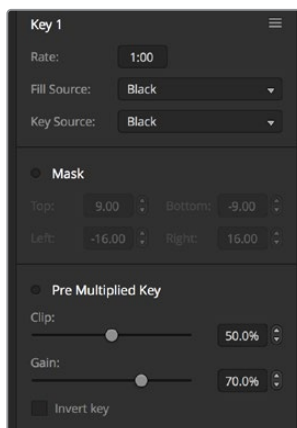 Key 1
Rate: 1:00
Fill Source: Black
Key Source: Black
Mask
Top: 9.00 Bottom: -9.00
Left: -16.00 Right: 16.00
Pre Multiplied Key
Clip:
50.0%
Gain:
70.0%
Invert key